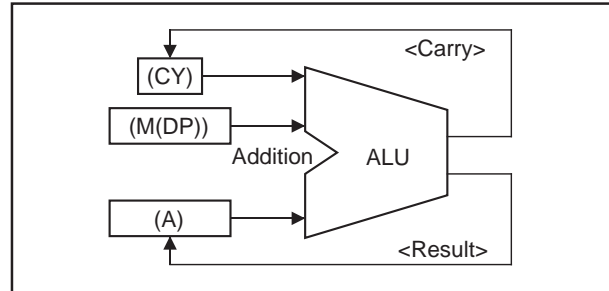 <Carry>
(CY)
(M(DP))
Addition
ALU
(A)
<Result>